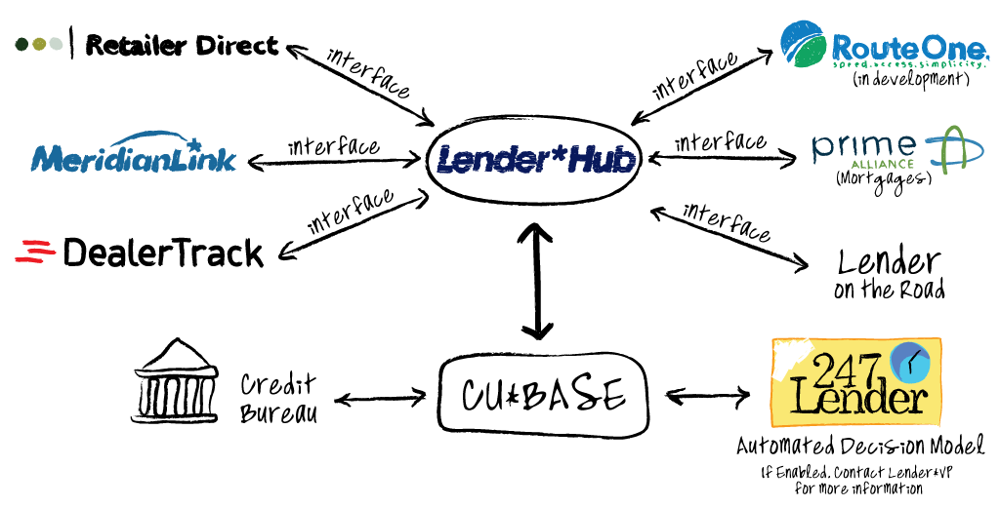 Retailer Direct
interface
interface
RouteOne.
speed.access.simplicity.
(in development)
MeridianLink
interface
Lender*Hub
interface
prime
ALLIANCE
(Mortgages)
DealerTrack
interface
interface
Lender
on the Road
Credit
Bureau
CU*BASE
247
Lender
Automated Decision Model
If Enabled. Contact Lender*VP
for more information